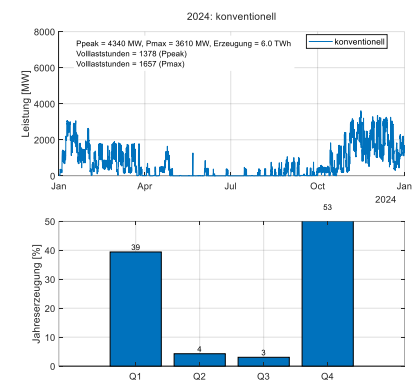 2024: konventionell
Ppeak = 4340 MW, Pmax = 3610 MW, Erzeugung = 6.0 TWh
Volllaststunden = 1378 (Ppeak)
Volllaststunden = 1657 (Pmax)
konventionell
Leistung [MW]
8000
6000
4000
2000
0
Jan Apr Jul Oct Jan
2024
Jahreserzeugung [%]
50
40
30
20
10
0
39
4
3
53
Q1 Q2 Q3 Q4